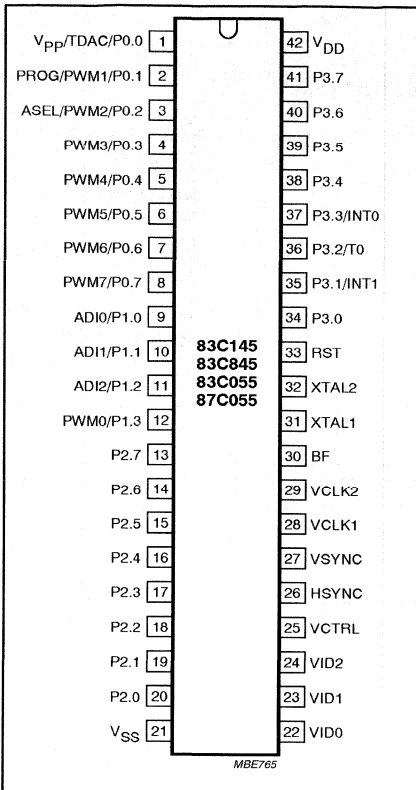 VPP/TDAC/P0.0 1 42 VDD
PROG/PWM1/P0.1 2 41 P3.7
ASEL/PWM2/P0.2 3 40 P3.6
PWM3/P0.3 4 39 P3.5
PWM4/P0.4 5 38 P3.4
PWM5/P0.5 6 37 P3.3/INT0
PWM6/P0.6 7 36 P3.2/T0
PWM7/P0.7 8 35 P3.1/INT1
ADI0/P1.0 9 34 P3.0
ADI1/P1.1 10 33 RST
ADI2/P1.2 11 32 XTAL2
PWM0/P1.3 12 31 XTAL1
83C145
83C845
83C055
87C055
P2.7 13 30 BF
P2.6 14 29 VCLK2
P2.5 15 28 VCLK1
P2.4 16 27 VSYNC
P2.3 17 26 HSYNC
P2.2 18 25 VCTRL
P2.1 19 24 VID2
P2.0 20 23 VID1
VSS 21 22 VID0
MBE765